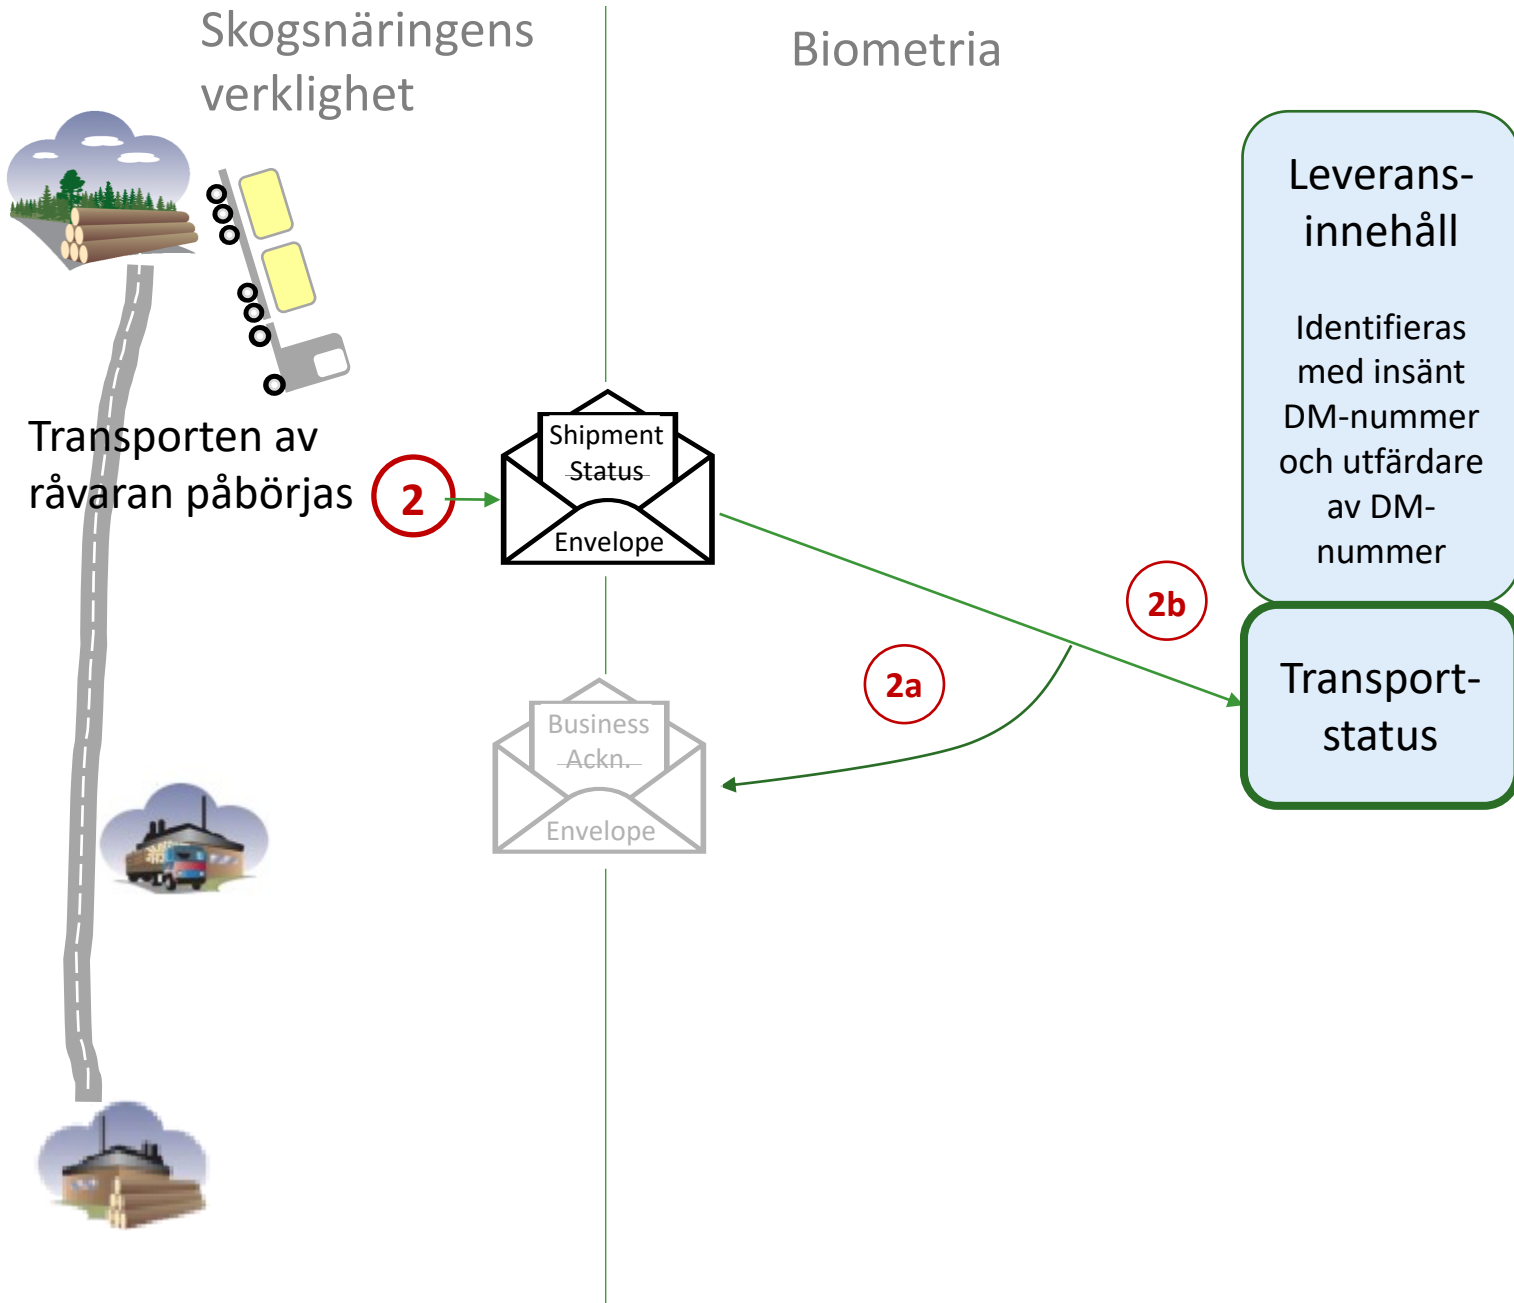 Skogsnäringens
verklighet
Biometria
Transporten av
råvaran påbörjas
2
Shipment
Status
Envelope
2a
2b
Business
Ackn.
Envelope
Leverans-
innehåll
Identifieras
med insänt
DM-nummer
och utfärdare
av DM-
nummer
Transport-
status